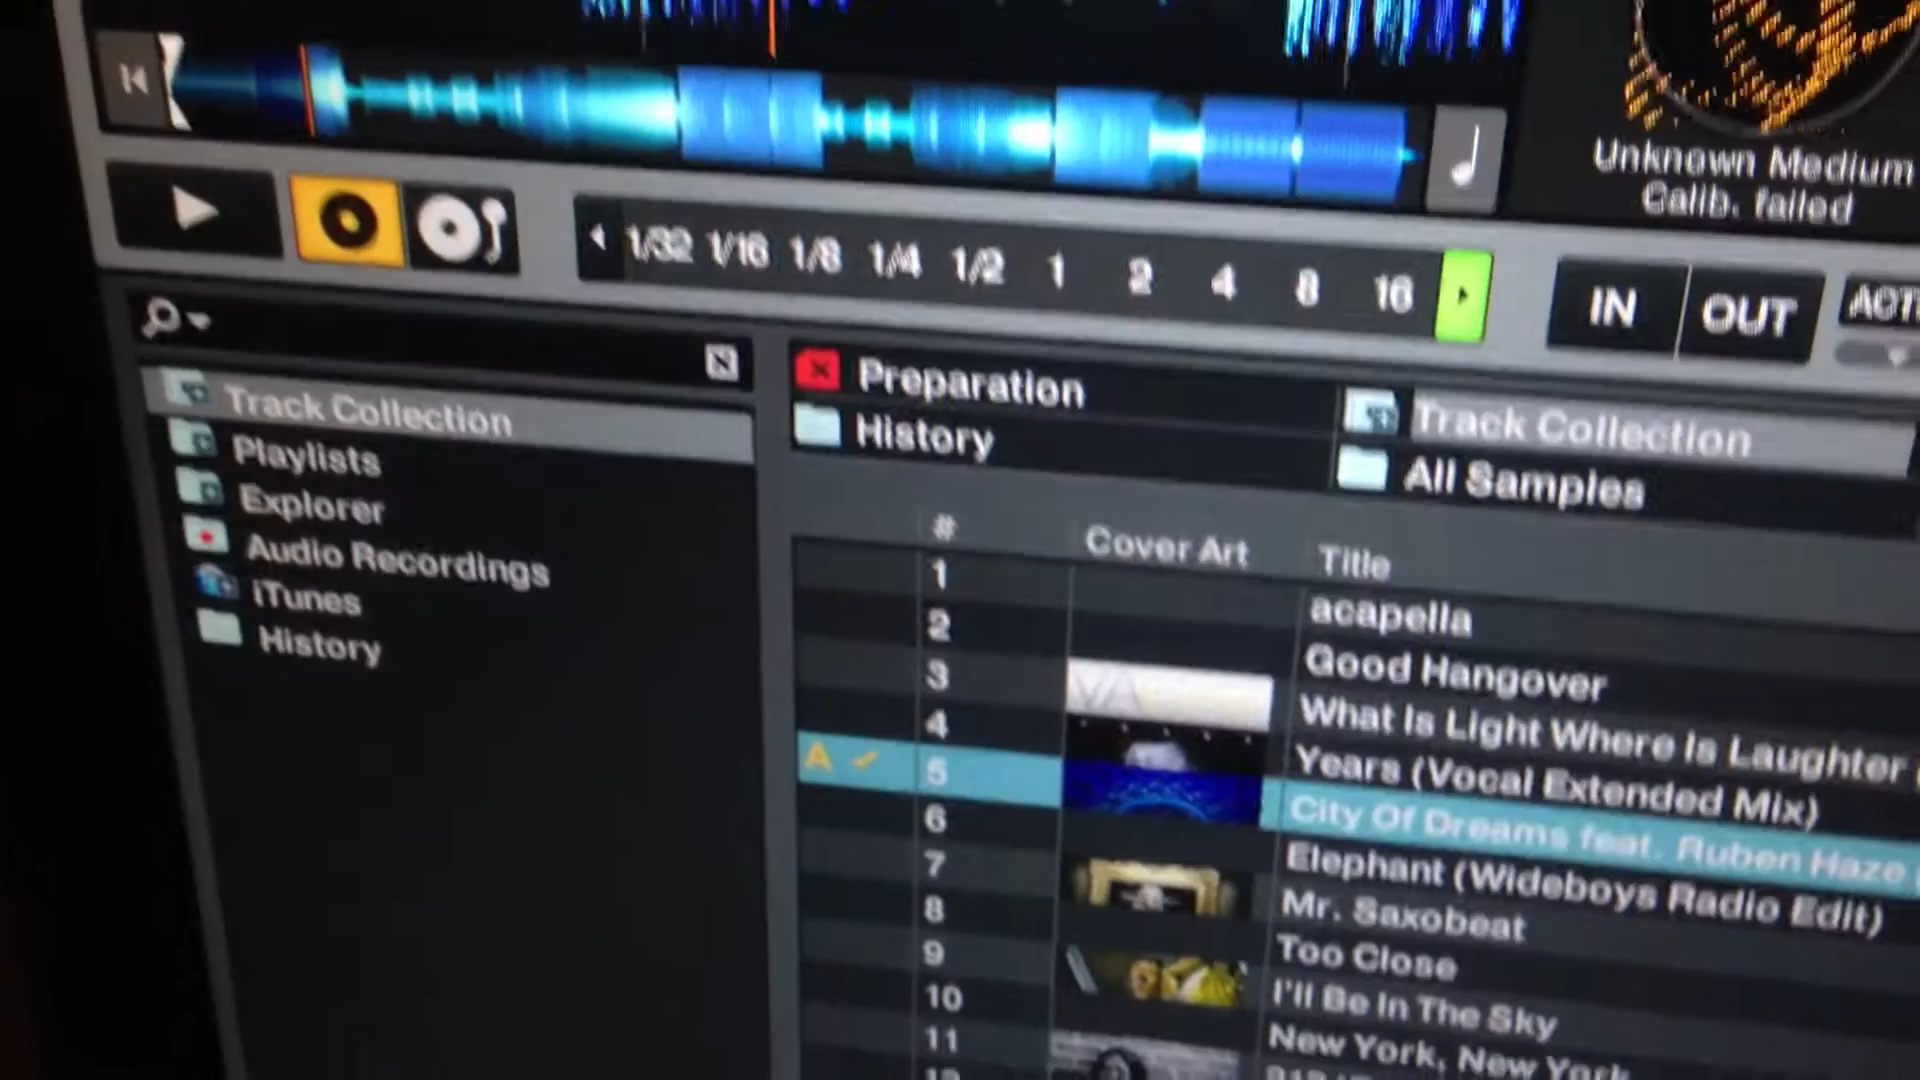 Unknown Medium
Calib. failed
1/32 1/16 1/8 1/4 1/2 1 2 4 8 16
IN OUT
Track Collection
Playlists
Explorer
Audio Recordings
iTunes
History
Preparation
History
Track Collection
All Samples
# Cover Art Title
1 acapella
2 Good Hangover
3 What Is Light Where Is Laughter
4 Years (Vocal Extended Mix)
A 5 City Of Dreams feat. Ruben Haze
6 Elephant (Wideboys Radio Edit)
7 Mr. Saxobeat
8 Too Close
9 I'll Be In The Sky
10 New York, New York
11